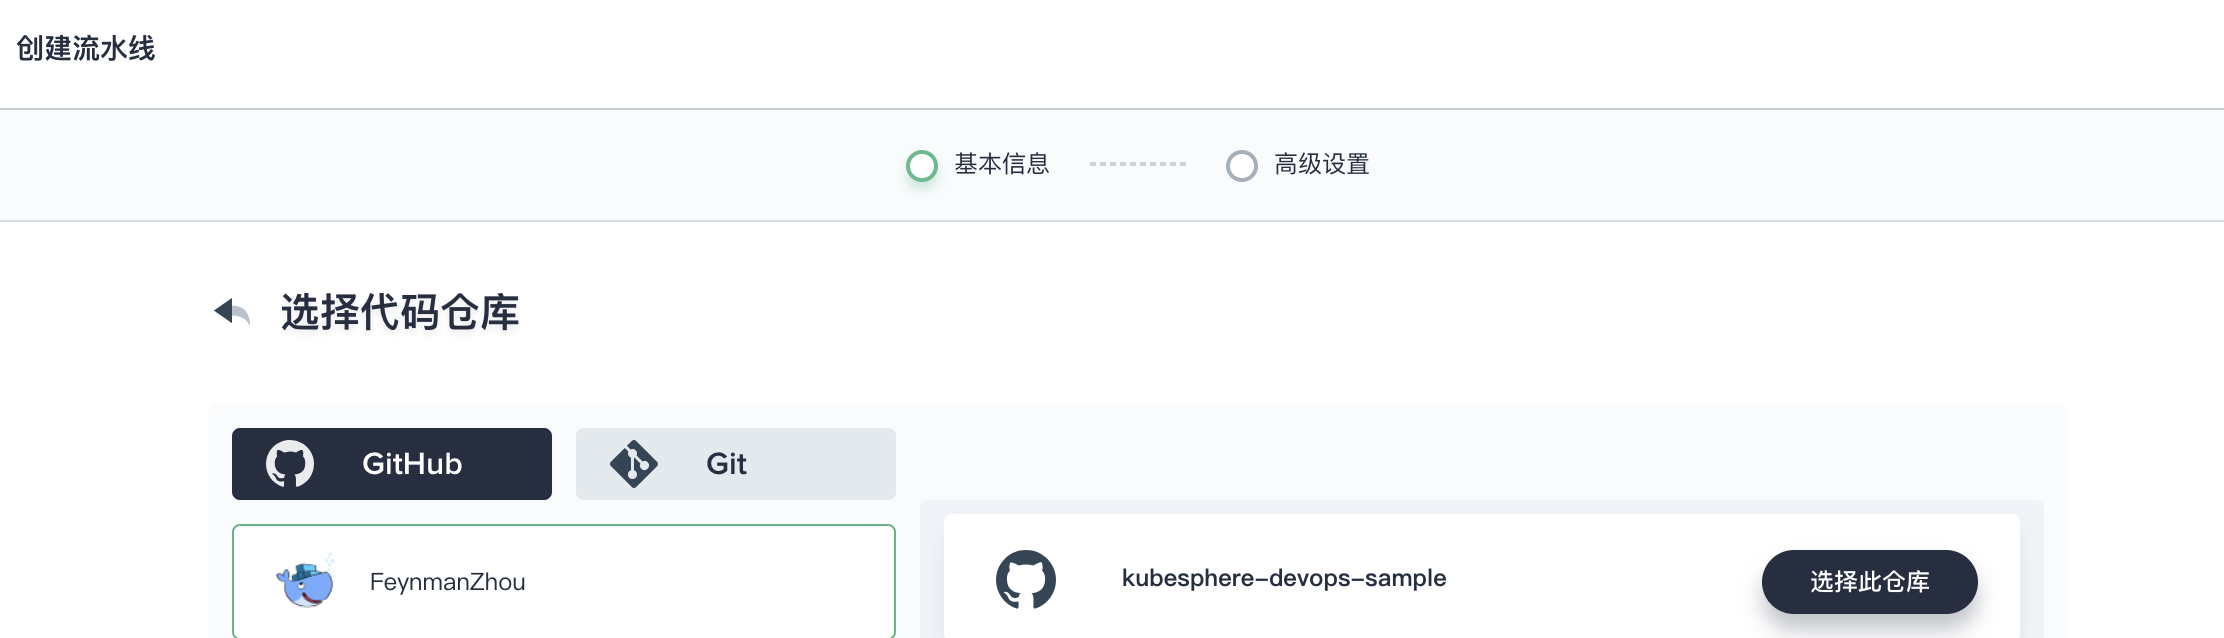 创建流水线
基本信息
高级设置
选择代码仓库
GitHub
Git
FeynmanZhou
kubesphere-devops-sample
选择此仓库